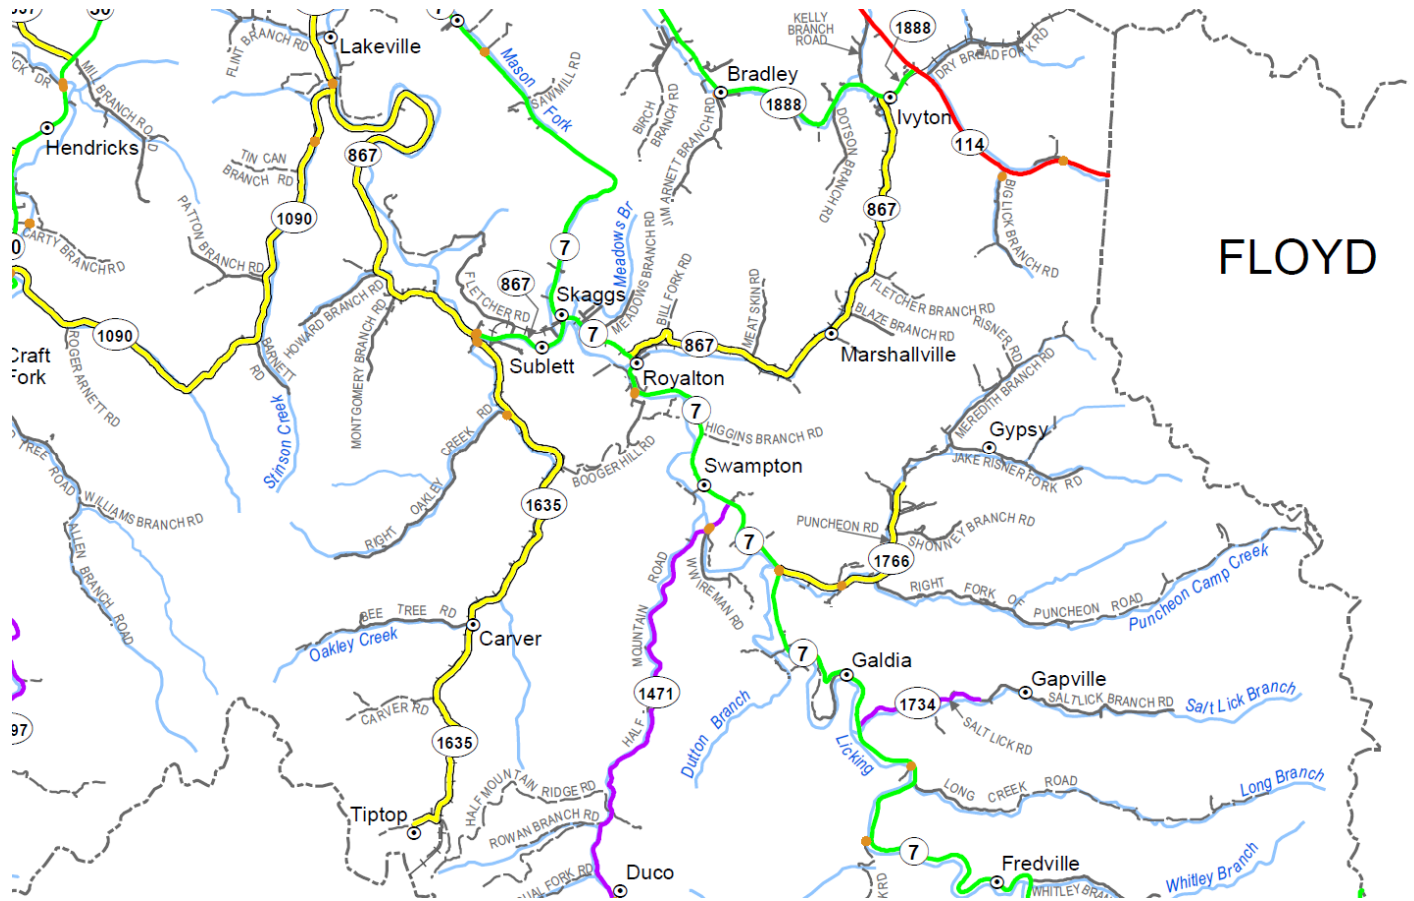 30
7
KELLY
BRANCH
ROAD
1888
FLINT BRANCH RD
Lakeville
Mason
Fork
SAWMILL RD
DRY BREAD FORK RD
MILL BRANCH ROAD
Bradley
1888
Ivyton
BIRCH
BRANCH RD
JIM ARNETT BRANCH RD
DOTSON BRANCH RD
114
Hendricks
TIN CAN
BRANCH RD
867
BIG LICK BRANCH RD
PATTON BRANCH RD
1090
867
CARTY BRANCH RD
7
Meadows Br
MEADOWS BRANCH RD
FLOYD
FLETCHER RD
867
Skaggs
BILL FORK RD
MEAT SKIN RD
FLETCHER BRANCH RD
HOWARD BRANCH RD
MONTGOMERY BRANCH RD
BLAZE BRANCH RD
RISNER RD
1090
7
867
Marshallville
Craft
Fork
ROGER ARNETT RD
BARNETT
RD
Sublett
Royalton
MEREDITH BRANCH RD
Stinson Creek
7
HIGGINS BRANCH RD
Gypsy
JAKE RISNER FORK RD
TREE ROAD
WILLIAMS BRANCH RD
RIGHT OAKLEY CREEK RD
BOOGER HILL RD
Swampton
1635
PUNCHEON RD
SHONNEY BRANCH RD
ALLEN BRANCH ROAD
7
1766
W WIREMAN RD
RIGHT FORK OF PUNCHEON ROAD
Puncheon Camp Creek
BEE TREE RD
Oakley Creek
Carver
HALF MOUNTAIN ROAD
7
Galdia
Gapville
CARVER RD
1471
1734
SALTLICK BRANCH RD
Salt Lick Branch
SALT LICK RD
97
1635
Dutton Branch
Licking
HALF MOUNTAIN RIDGE RD
LONG CREEK ROAD
Long Branch
Tiptop
ROWAN BRANCH RD
7
Fredville
Duco
WHITLEY BRANCH
Whitley Branch